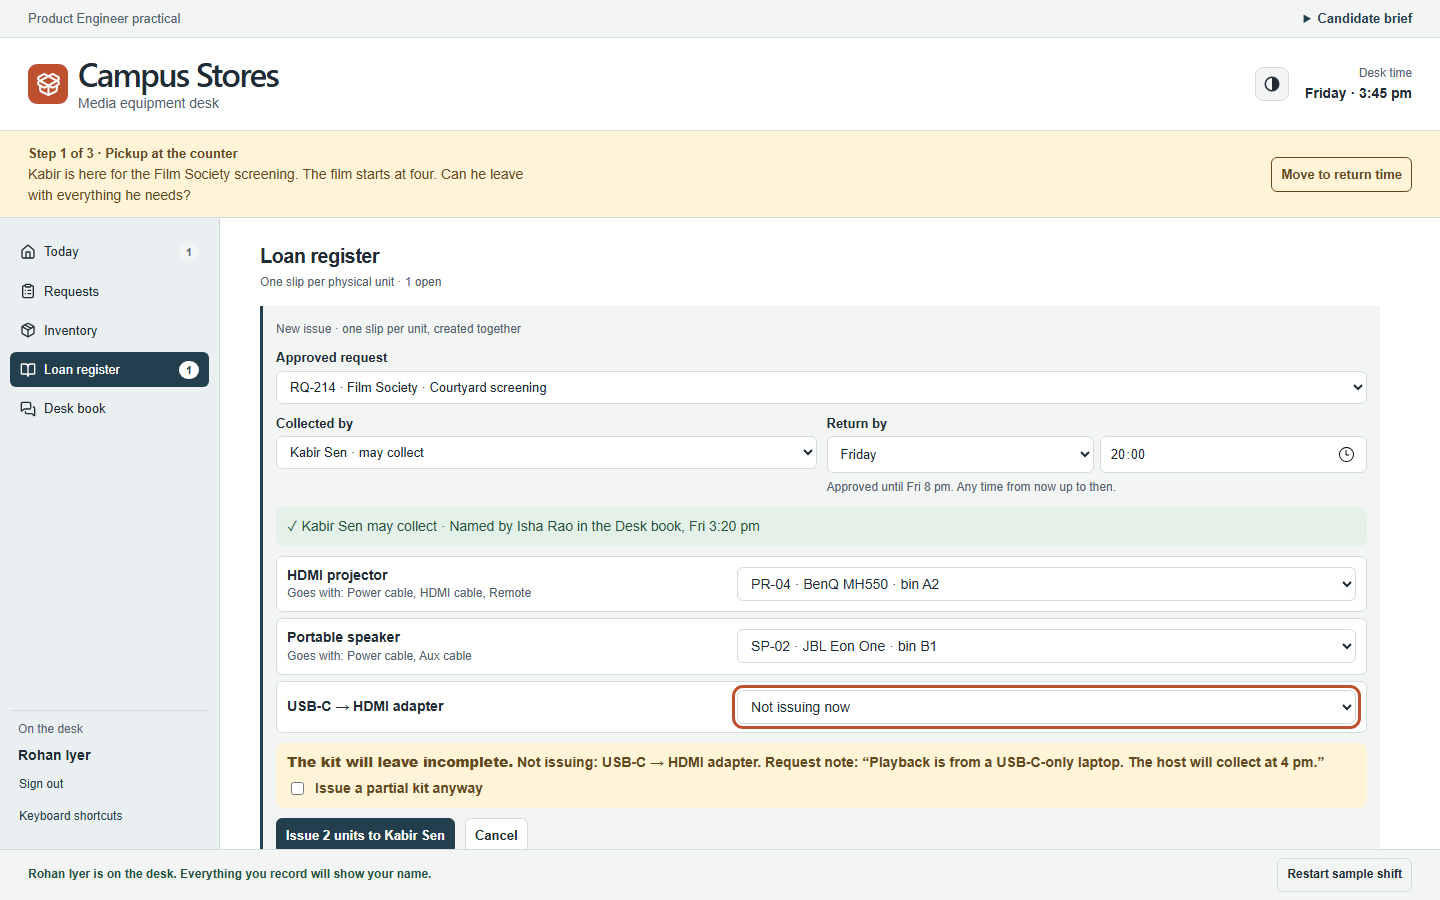 Product Engineer practical
▶ Candidate brief
Campus Stores
Media equipment desk
Desk time
Friday · 3:45 pm
Step 1 of 3 · Pickup at the counter
Kabir is here for the Film Society screening. The film starts at four. Can he leave
with everything he needs?
Move to return time
Today 1
Requests
Inventory
Loan register 1
Desk book
On the desk
Rohan Iyer
Sign out
Keyboard shortcuts
Loan register
One slip per physical unit · 1 open
New issue · one slip per unit, created together
Approved request
RQ-214 · Film Society · Courtyard screening
Collected by
Return by
Kabir Sen · may collect
Friday
20:00
Approved until Fri 8 pm. Any time from now up to then.
✓ Kabir Sen may collect · Named by Isha Rao in the Desk book, Fri 3:20 pm
HDMI projector
Goes with: Power cable, HDMI cable, Remote
PR-04 · BenQ MH550 · bin A2
Portable speaker
Goes with: Power cable, Aux cable
SP-02 · JBL Eon One · bin B1
USB-C → HDMI adapter
Not issuing now
The kit will leave incomplete. Not issuing: USB-C → HDMI adapter. Request note: “Playback is from a USB-C-only laptop. The host will collect at 4 pm.”
Issue a partial kit anyway
Issue 2 units to Kabir Sen
Cancel
Rohan Iyer is on the desk. Everything you record will show your name.
Restart sample shift